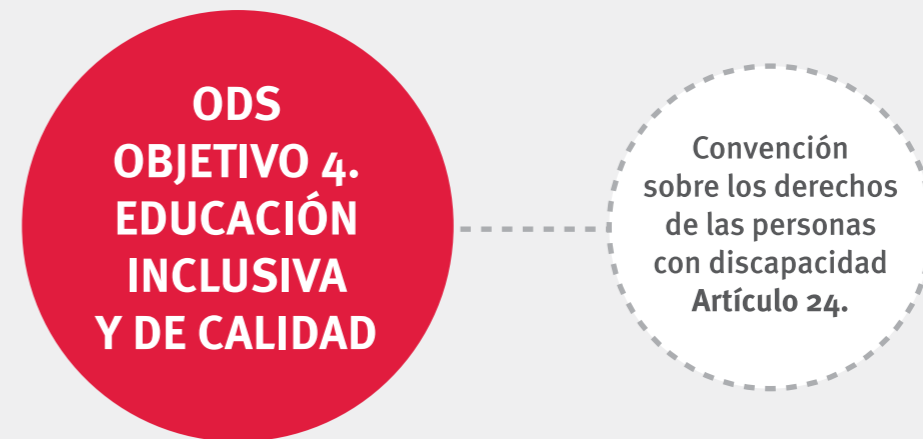 ODS
OBJETIVO 4.
EDUCACIÓN
INCLUSIVA
Y DE CALIDAD
Convención
sobre los derechos
de las personas
con discapacidad
Artículo 24.